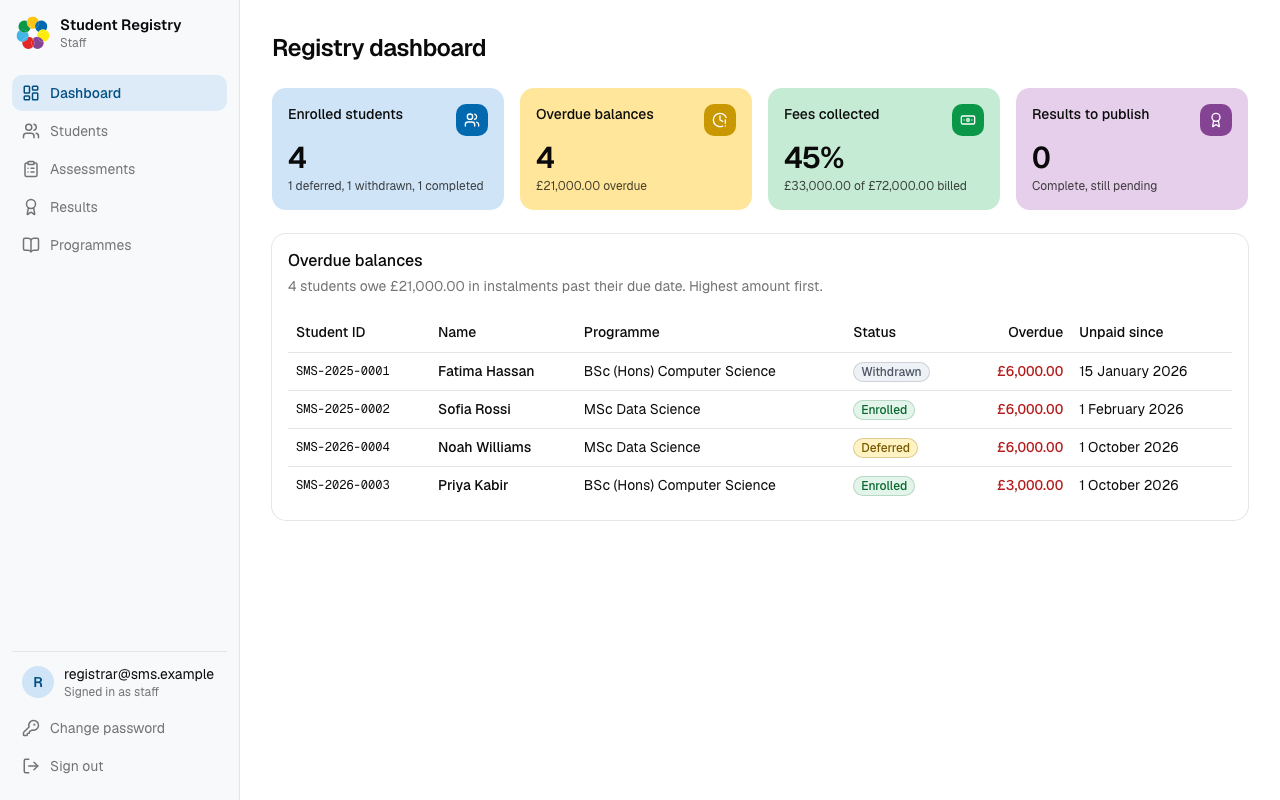 Student Registry
Staff
Dashboard
Students
Assessments
Results
Programmes
registrar@sms.example
R
Signed in as staff
Change password
Sign out
Registry dashboard
Enrolled students
4
1 deferred, 1 withdrawn, 1 completed
Overdue balances
4
£21,000.00 overdue
Fees collected
45%
£33,000.00 of £72,000.00 billed
Results to publish
0
Complete, still pending
Overdue balances
4 students owe £21,000.00 in instalments past their due date. Highest amount first.
Student ID Name Programme Status Overdue Unpaid since
SMS-2025-0001 Fatima Hassan BSc (Hons) Computer Science Withdrawn £6,000.00 15 January 2026
SMS-2025-0002 Sofia Rossi MSc Data Science Enrolled £6,000.00 1 February 2026
SMS-2026-0004 Noah Williams MSc Data Science Deferred £6,000.00 1 October 2026
SMS-2026-0003 Priya Kabir BSc (Hons) Computer Science Enrolled £3,000.00 1 October 2026